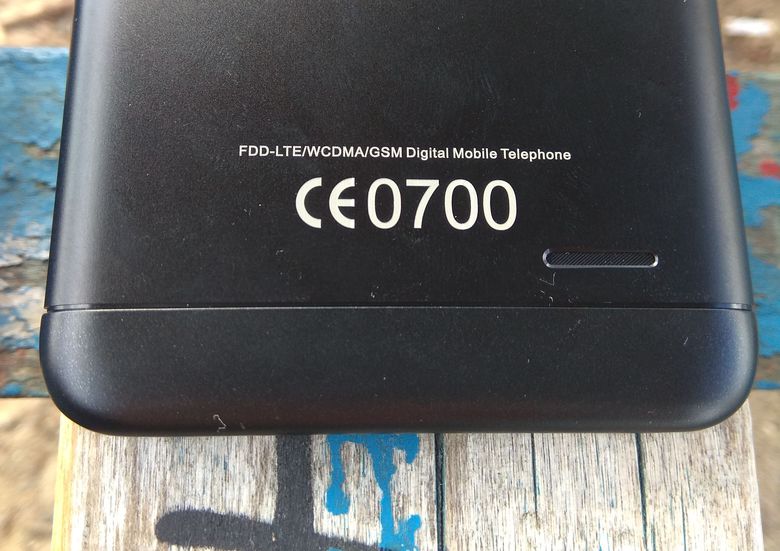 FDD-LTE/WCDMA/GSM Digital Mobile Telephone
CE0700